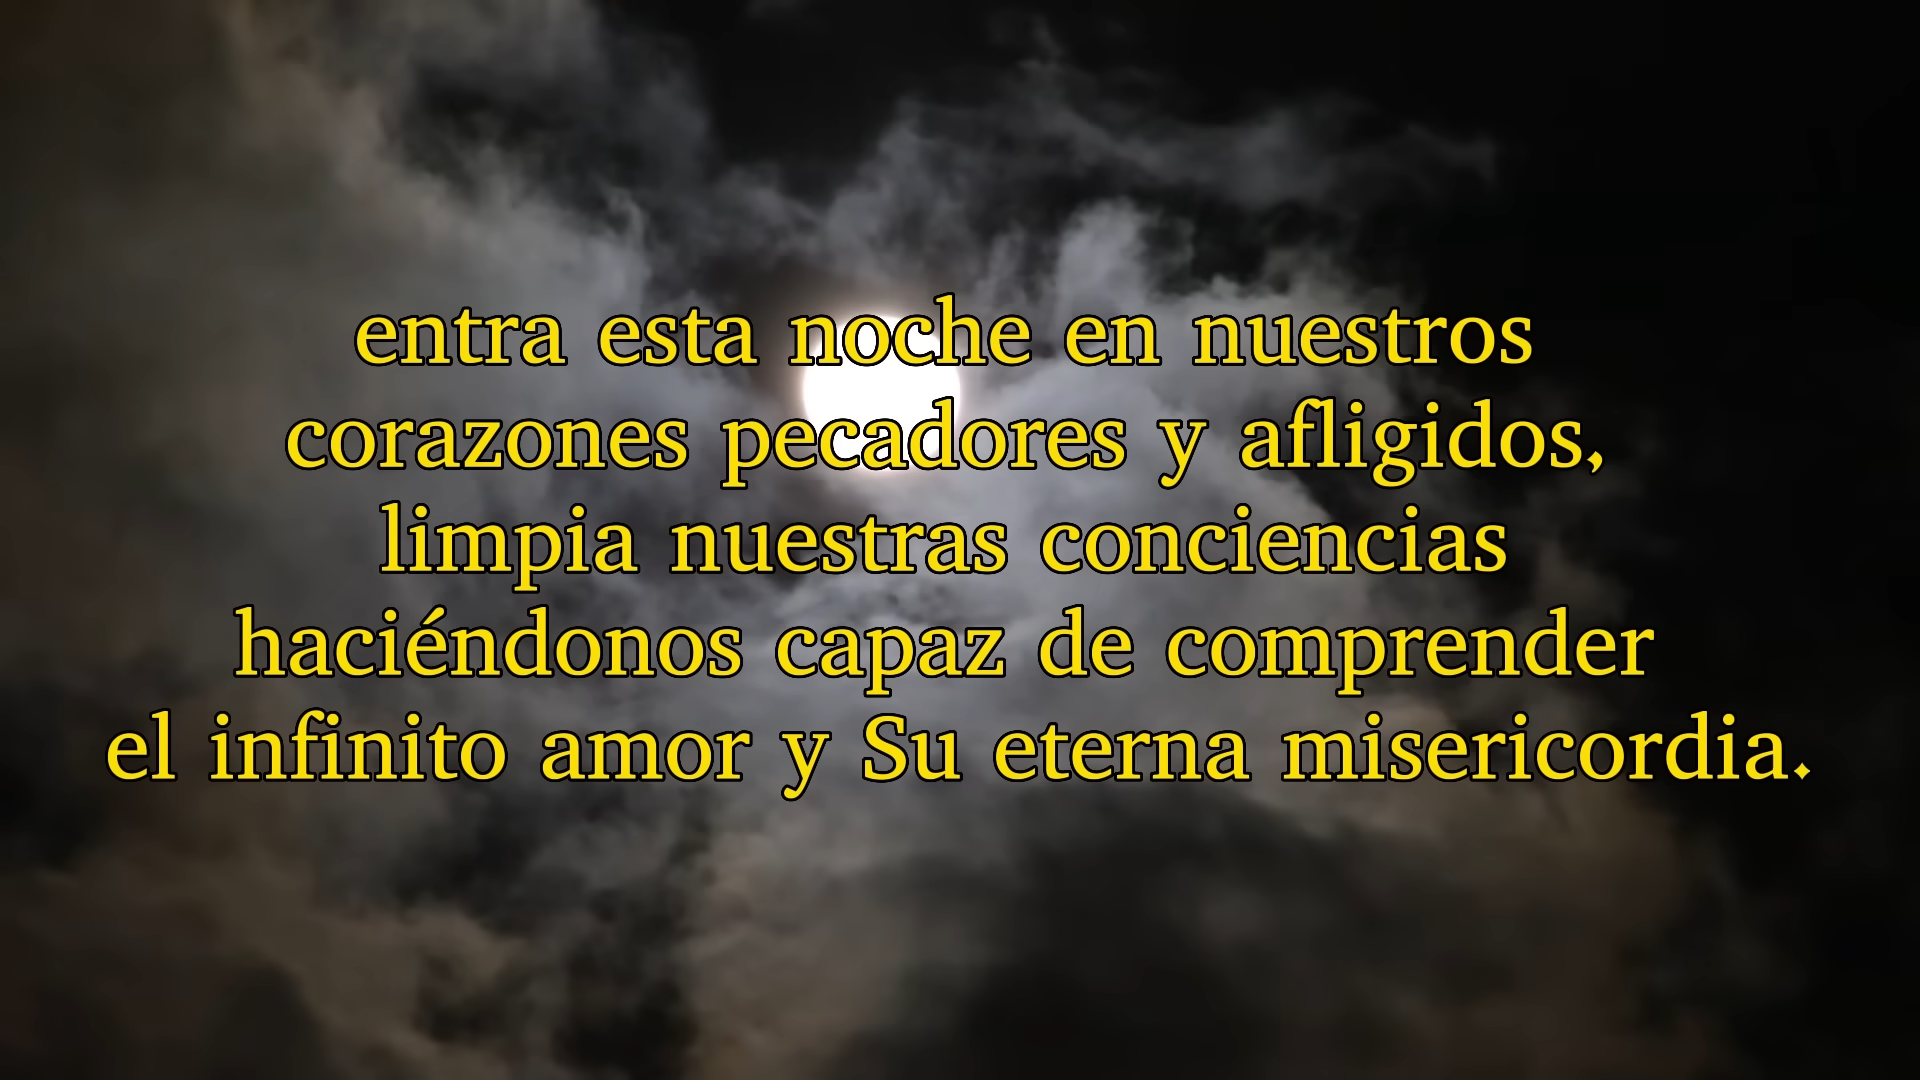 entra esta noche en nuestros
corazones pecadores y afligidos,
limpia nuestras conciencias
haciéndonos capaz de comprender
el infinito amor y Su eterna misericordia.